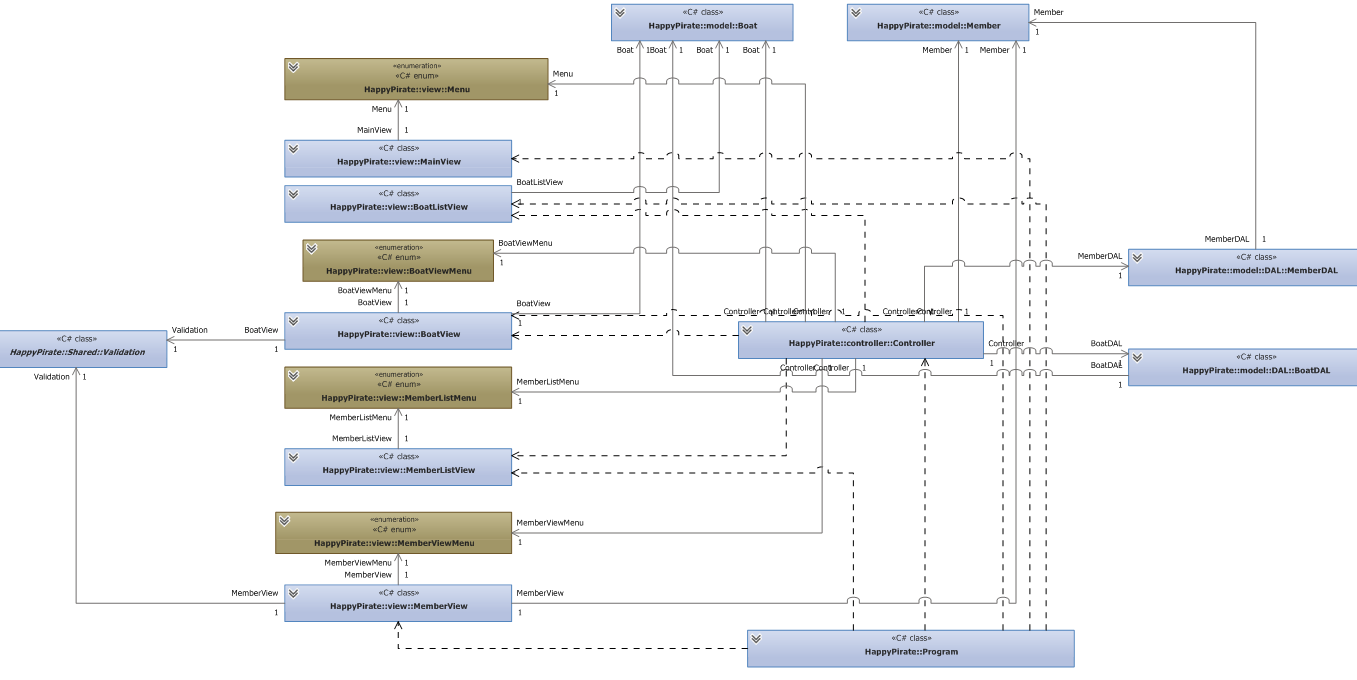 «C# class»
HappyPirate::model::Boat
«C# class»
HappyPirate::model::Member
Member
1
Boat
1
Boat
1
Boat
1
Boat
1
Member
1
Member
1
«enumeration»
«C# enum»
HappyPirate::view::Menu
Menu
1
Menu
1
MainView
1
«C# class»
HappyPirate::view::MainView
BoatListView
«C# class»
HappyPirate::view::BoatListView
«enumeration»
«C# enum»
HappyPirate::view::BoatViewMenu
BoatViewMenu
1
MemberDAL
1
MemberDAL
1
«C# class»
HappyPirate::model::DAL::MemberDAL
BoatViewMenu
1
BoatView
1
BoatView
1
«C# class»
HappyPirate::view::BoatView
Controller
Controller
Controller
1
Controller
Controller
1
«C# class»
HappyPirate::controller::Controller
«C# class»
HappyPirate::Shared::Validation
Validation
1
BoatView
1
Controller
1
BoatDAL
1
BoatDAL
1
«C# class»
HappyPirate::model::DAL::BoatDAL
Controller
1
Controller
1
Validation
1
«enumeration»
«C# enum»
HappyPirate::view::MemberListMenu
MemberListMenu
1
MemberListMenu
1
MemberListView
1
«C# class»
HappyPirate::view::MemberListView
«enumeration»
«C# enum»
HappyPirate::view::MemberViewMenu
MemberViewMenu
1
MemberViewMenu
1
MemberView
1
MemberView
1
«C# class»
HappyPirate::view::MemberView
MemberView
1
«C# class»
HappyPirate::Program